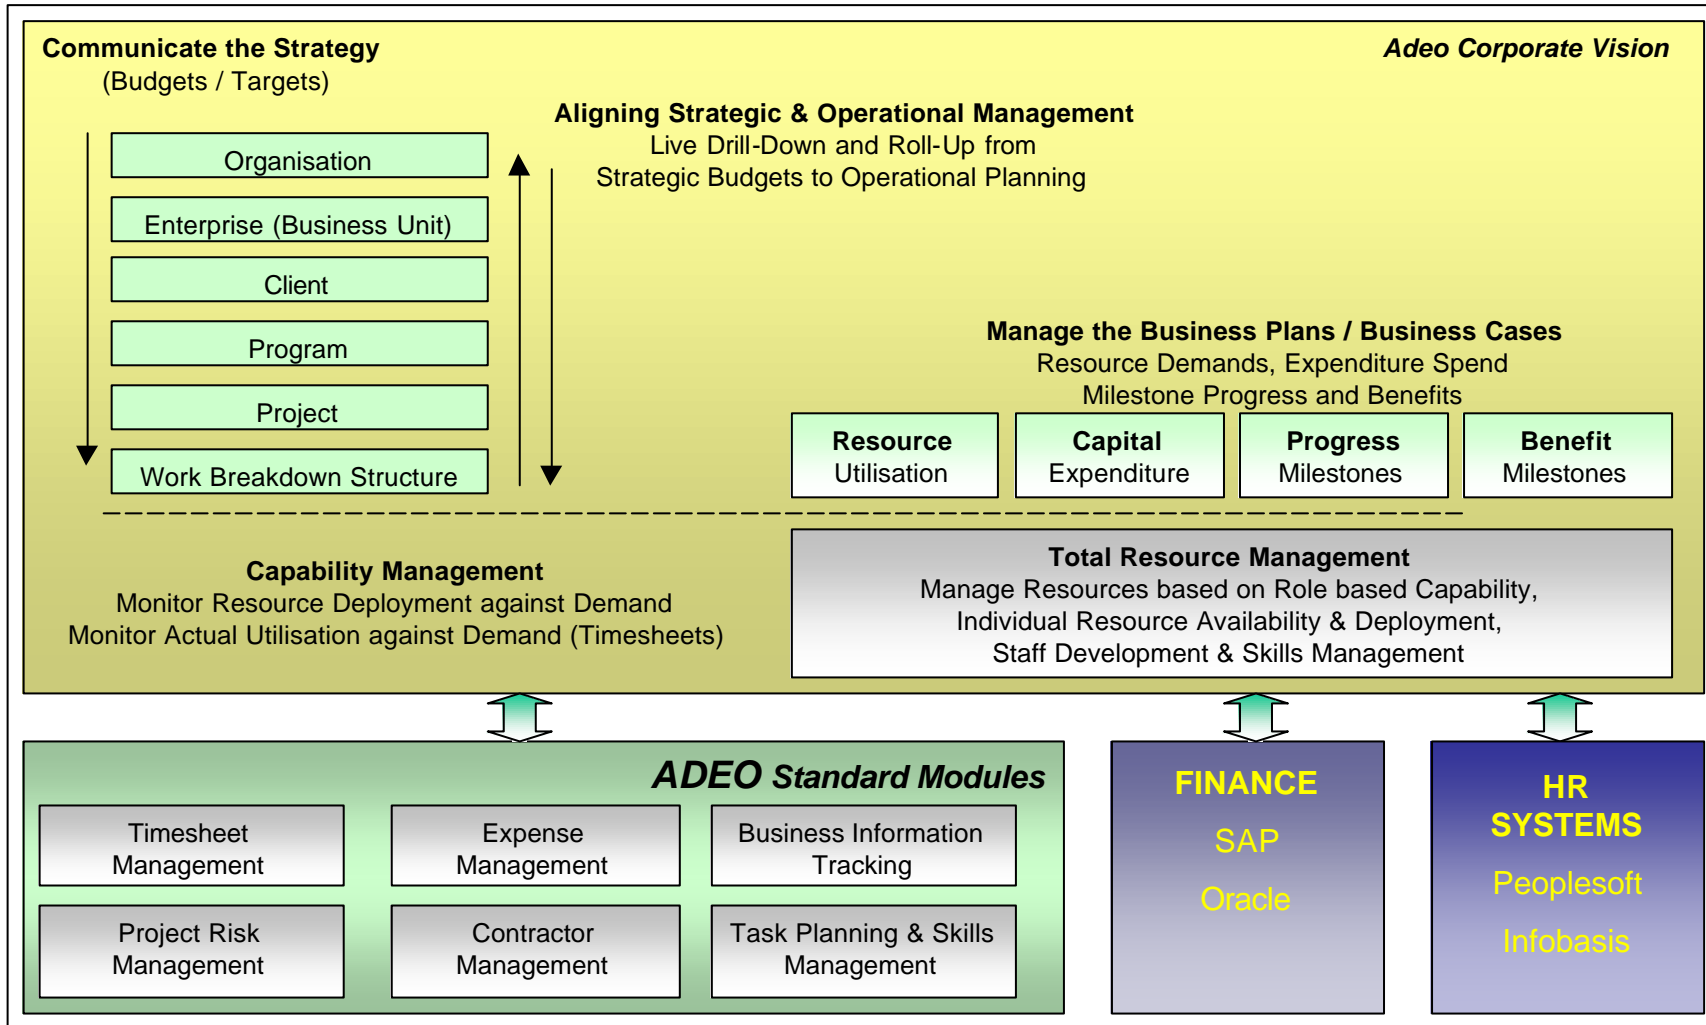 Communicate the Strategy
(Budgets / Targets)
Adeo Corporate Vision
Aligning Strategic & Operational Management
Live Drill-Down and Roll-Up from
Strategic Budgets to Operational Planning
Organisation
Enterprise (Business Unit)
Client
Program
Project
Work Breakdown Structure
Manage the Business Plans / Business Cases
Resource Demands, Expenditure Spend
Milestone Progress and Benefits
Resource
Utilisation
Capital
Expenditure
Progress
Milestones
Benefit
Milestones
Capability Management
Monitor Resource Deployment against Demand
Monitor Actual Utilisation against Demand (Timesheets)
Total Resource Management
Manage Resources based on Role based Capability,
Individual Resource Availability & Deployment,
Staff Development & Skills Management
ADEO Standard Modules
Timesheet
Management
Expense
Management
Business Information
Tracking
Project Risk
Management
Contractor
Management
Task Planning & Skills
Management
FINANCE
SAP
Oracle
HR
SYSTEMS
Peoplesoft
Infobasis